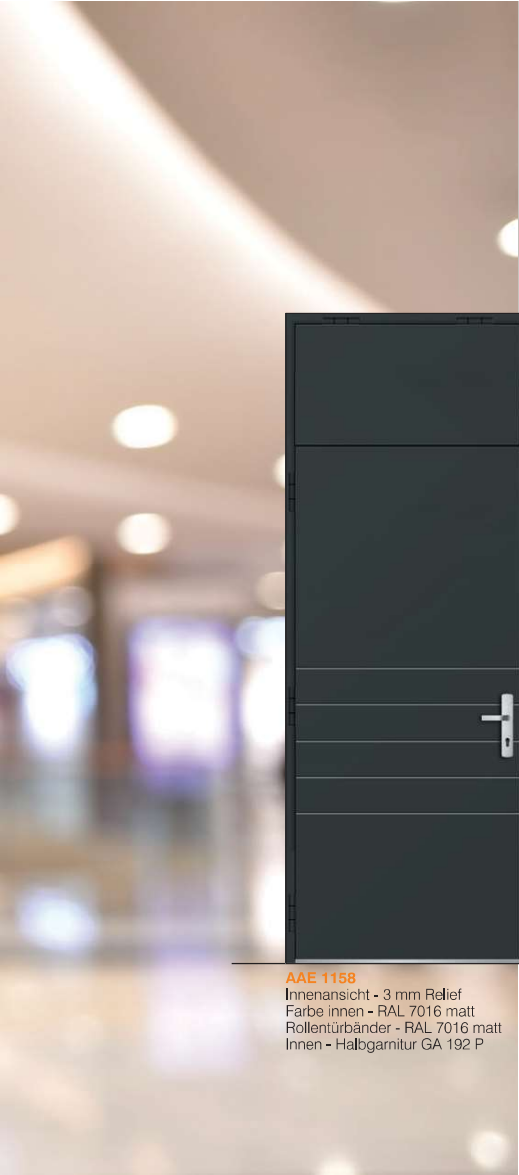 AAE 1158
Innenansicht - 3 mm Relief
Farbe innen - RAL 7016 matt
Rollentürbänder - RAL 7016 matt
Innen - Halbgarnitur GA 192 P